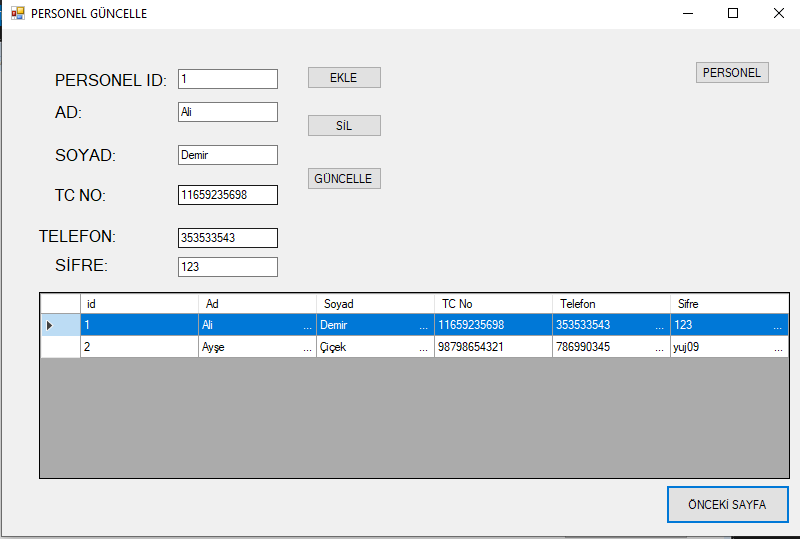 PERSONEL GÜNCELLE
PERSONEL ID: 1 EKLE PERSONEL
AD: Ali
SİL
SOYAD: Demir
GÜNCELLE
TC NO: 11659235698
TELEFON: 353533543
SİFRE: 123
id Ad Soyad TC No Telefon Sifre
1 Ali ... Demir ... 11659235698 353533543 ... 123 ...
2 Ayşe ... Çiçek ... 98798654321 786990345 ... yuj09 ...
ÖNCEKİ SAYFA